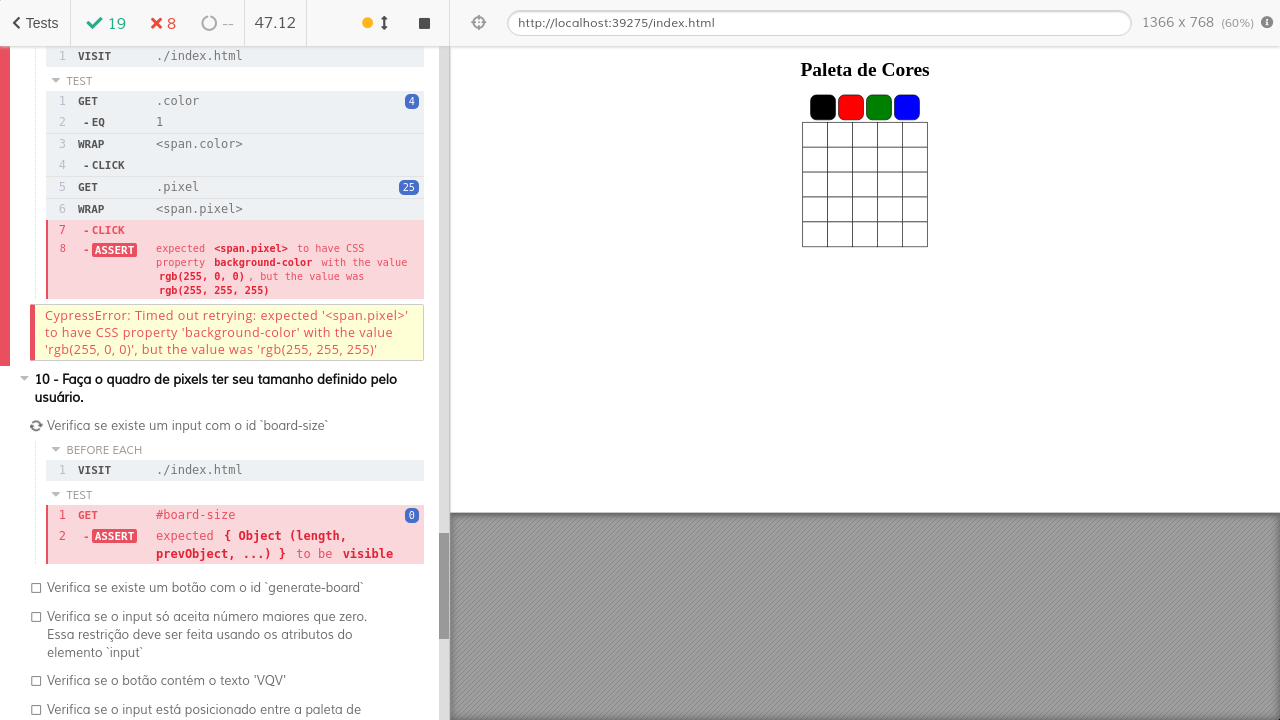 Tests 19 8 -- 47.12
http://localhost:39275/index.html 1366 x 768 (60%)
1 VISIT ./index.html
TEST
1 GET .color 4
2 - EQ 1
3 WRAP <span.color>
4 - CLICK
5 GET .pixel 25
6 WRAP <span.pixel>
7 - CLICK
8 - ASSERT expected <span.pixel> to have CSS
property background-color with the value
rgb(255, 0, 0) , but the value was
rgb(255, 255, 255)
CypressError: Timed out retrying: expected '<span.pixel>'
to have CSS property 'background-color' with the value
'rgb(255, 0, 0)', but the value was 'rgb(255, 255, 255)'
10 - Faça o quadro de pixels ter seu tamanho definido pelo
usuário.
Verifica se existe um input com o id `board-size`
BEFORE EACH
1 VISIT ./index.html
TEST
1 GET #board-size 0
2 - ASSERT expected { Object (length,
prevObject, ...) } to be visible
Verifica se existe um botão com o id `generate-board`
Verifica se o input só aceita número maiores que zero.
Essa restrição deve ser feita usando os atributos do
elemento `input`
Verifica se o botão contém o texto 'VQV'
Verifica se o input está posicionado entre a paleta de
Paleta de Cores